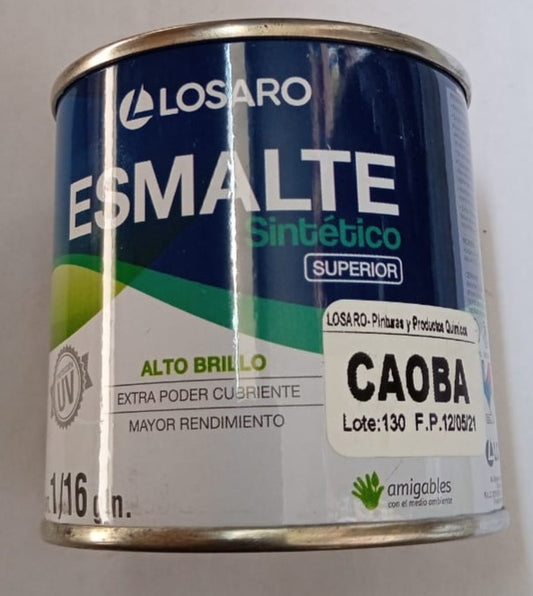 LOSARO
ESMALTE
Sintético
SUPERIOR
ALTO BRILLO
EXTRA PODER CUBRIENTE
MAYOR RENDIMIENTO
UV
1/16 gln.
LOSARO- Pinturas y Productos Quimicos
CAOBA
Lote:130 F.P.12/05/21
amigables
con el medio ambiente